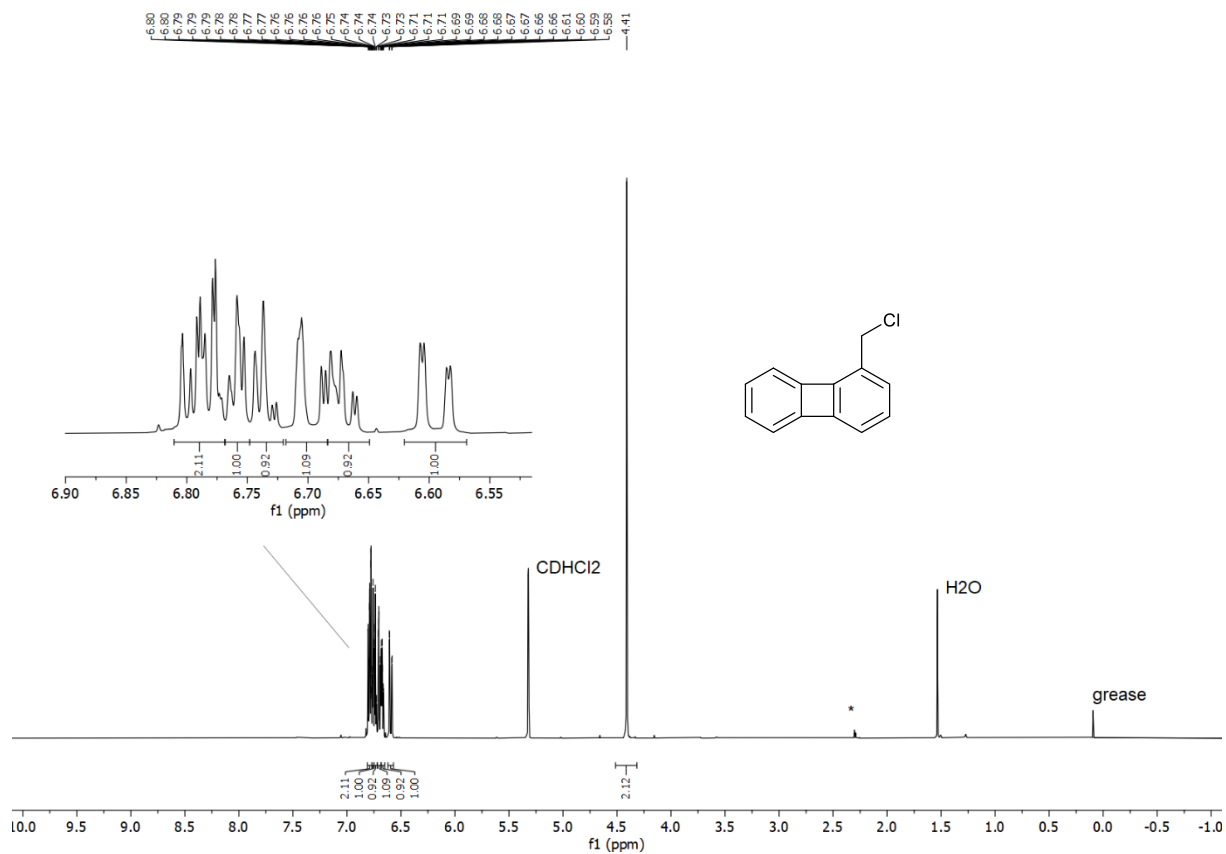 6.80 6.80 6.79 6.79 6.79 6.78 6.78 6.77 6.77 6.76 6.76 6.76 6.76 6.75 6.74 6.74 6.74 6.73 6.73 6.71 6.71 6.71 6.69 6.69 6.68 6.68 6.67 6.67 6.66 6.66 6.61 6.60 6.59 6.58 4.41
Cl
2.11 1.00 0.92 1.09 0.92 1.00
6.90 6.85 6.80 6.75 6.70 6.65 6.60 6.55
f1 (ppm)
CDHCl2
H2O
grease
*
2.11 1.00 0.92 1.09 0.92 1.00 2.12
10.0 9.5 9.0 8.5 8.0 7.5 7.0 6.5 6.0 5.5 5.0 4.5 4.0 3.5 3.0 2.5 2.0 1.5 1.0 0.5 0.0 -0.5 -1.0
f1 (ppm)